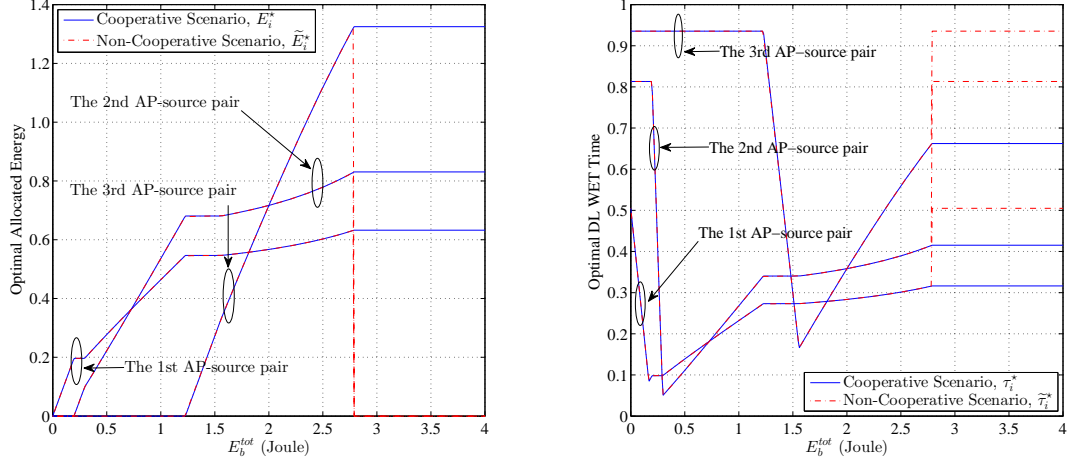 Cooperative Scenario, E_i^⋆
Non-Cooperative Scenario, Ẽ_i^⋆
The 2nd AP-source pair
The 3rd AP-source pair
The 1st AP-source pair
Optimal Allocated Energy
1.4
1.2
1.0
0.8
0.6
0.4
0.2
0
0 0.5 1 1.5 2 2.5 3 3.5 4
E_b^{tot} (Joule)
The 3rd AP−source pair
The 2nd AP−source pair
The 1st AP−source pair
Optimal DL WET Time
1
0.9
0.8
0.7
0.6
0.5
0.4
0.3
0.2
0.1
0
Cooperative Scenario, τ_i^⋆
Non-Cooperative Scenario, τ̃_i^⋆
0 0.5 1 1.5 2 2.5 3 3.5 4
E_b^{tot} (Joule)